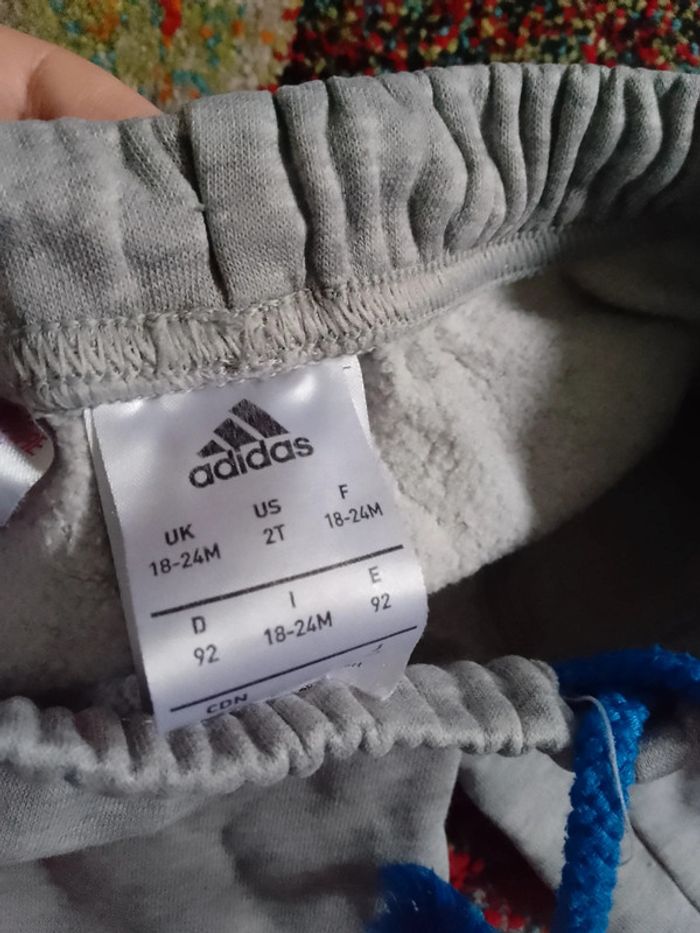 adidas
UK US F
18-24M 2T 18-24M
D I E
92 18-24M 92
CDN